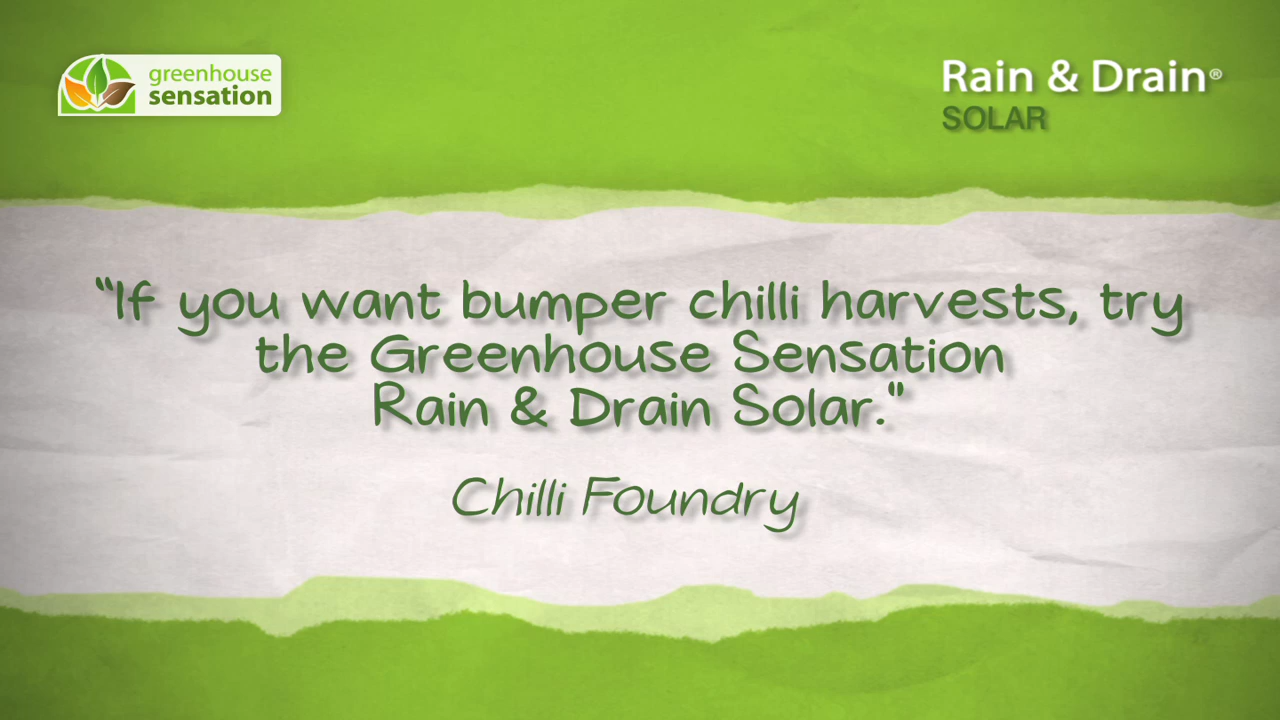 greenhouse
sensation
Rain & Drain®
SOLAR
“If you want bumper chilli harvests, try
the Greenhouse Sensation
Rain & Drain Solar."
Chilli Foundry